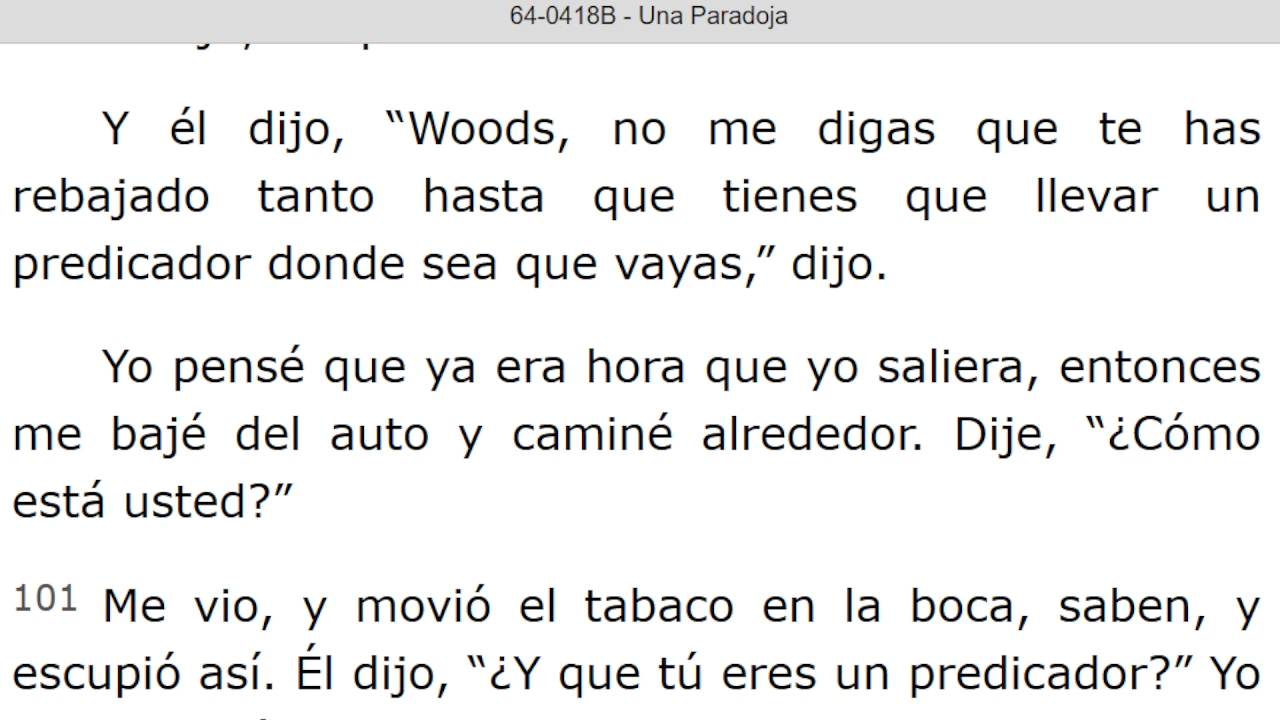 64-0418B - Una Paradoja
Y él dijo, “Woods, no me digas que te has
rebajado tanto hasta que tienes que llevar un
predicador donde sea que vayas,” dijo.
Yo pensé que ya era hora que yo saliera, entonces
me bajé del auto y caminé alrededor. Dije, “¿Cómo
está usted?”
101 Me vio, y movió el tabaco en la boca, saben, y
escupió así. Él dijo, “¿Y que tú eres un predicador?” Yo